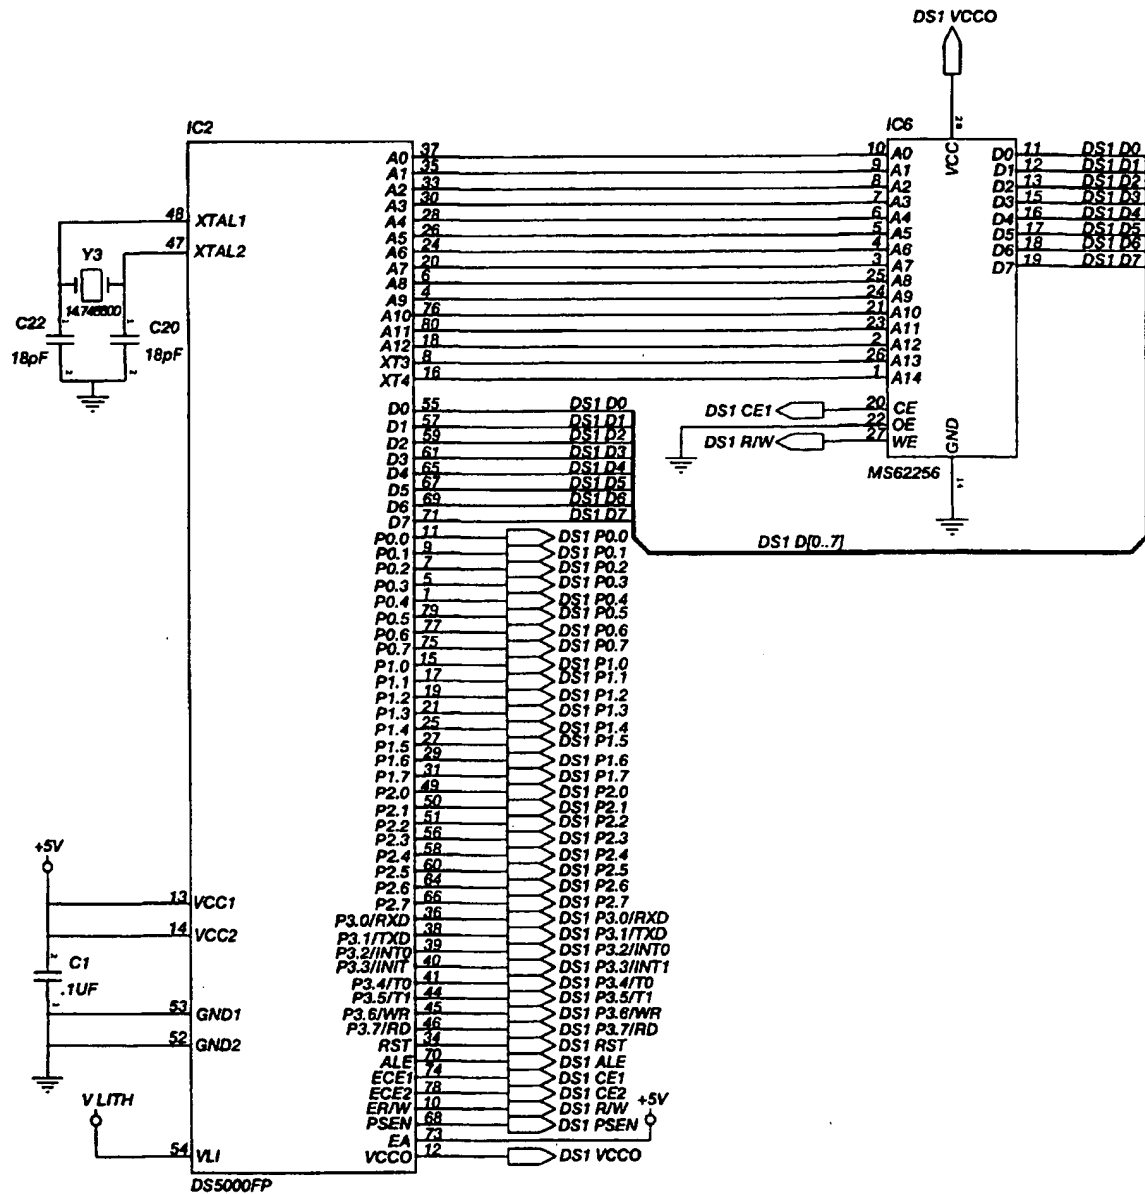 DS1 VCCO
IC2
IC6
28
VCC
37 A0
35 A1
33 A2
30 A3
28 A4
26 A5
24 A6
20 A7
6 A8
4 A9
76 A10
80 A11
18 A12
8 XT3
16 XT4
10 A0
9 A1
8 A2
7 A3
6 A4
5 A5
4 A6
3 A7
25 A8
24 A9
21 A10
23 A11
2 A12
26 A13
1 A14
D0 11 DS1 D0
D1 12 DS1 D1
D2 13 DS1 D2
D3 15 DS1 D3
D4 16 DS1 D4
D5 17 DS1 D5
D6 18 DS1 D6
D7 19 DS1 D7
48 XTAL1
47 XTAL2
Y3
C22
18pF
C20
18pF
DS1 CE1 20 CE
22 OE
DS1 R/W 27 WE
GND
14
MS62256
D0 55 DS1 D0
D1 57 DS1 D1
D2 59 DS1 D2
D3 61 DS1 D3
D4 65 DS1 D4
D5 67 DS1 D5
D6 69 DS1 D6
D7 71 DS1 D7
DS1 D[0..7]
P0.0 11 DS1 P0.0
P0.1 9 DS1 P0.1
P0.2 7 DS1 P0.2
P0.3 5 DS1 P0.3
P0.4 1 DS1 P0.4
P0.5 79 DS1 P0.5
P0.6 77 DS1 P0.6
P0.7 75 DS1 P0.7
P1.0 15 DS1 P1.0
P1.1 17 DS1 P1.1
P1.2 19 DS1 P1.2
P1.3 21 DS1 P1.3
P1.4 25 DS1 P1.4
P1.5 27 DS1 P1.5
P1.6 29 DS1 P1.6
P1.7 31 DS1 P1.7
P2.0 49 DS1 P2.0
P2.1 50 DS1 P2.1
P2.2 51 DS1 P2.2
P2.3 56 DS1 P2.3
P2.4 58 DS1 P2.4
P2.5 60 DS1 P2.5
P2.6 64 DS1 P2.6
P2.7 66 DS1 P2.7
P3.0/RXD 36 DS1 P3.0/RXD
P3.1/TXD 38 DS1 P3.1/TXD
P3.2/INT0 39 DS1 P3.2/INT0
P3.3/INIT 40 DS1 P3.3/INT1
P3.4/T0 41 DS1 P3.4/T0
P3.5/T1 44 DS1 P3.5/T1
P3.6/WR 45 DS1 P3.6/WR
P3.7/RD 46 DS1 P3.7/RD
RST 34 DS1 RST
ALE 70 DS1 ALE
ECE1 74 DS1 CE1
ECE2 78 DS1 CE2
ER/W 10 DS1 R/W
PSEN 68 DS1 PSEN
EA 73 +5V
VCCO 12 DS1 VCCO
+5V
13 VCC1
14 VCC2
C1
.1UF
53 GND1
52 GND2
V LITH
54 VLI
DS5000FP